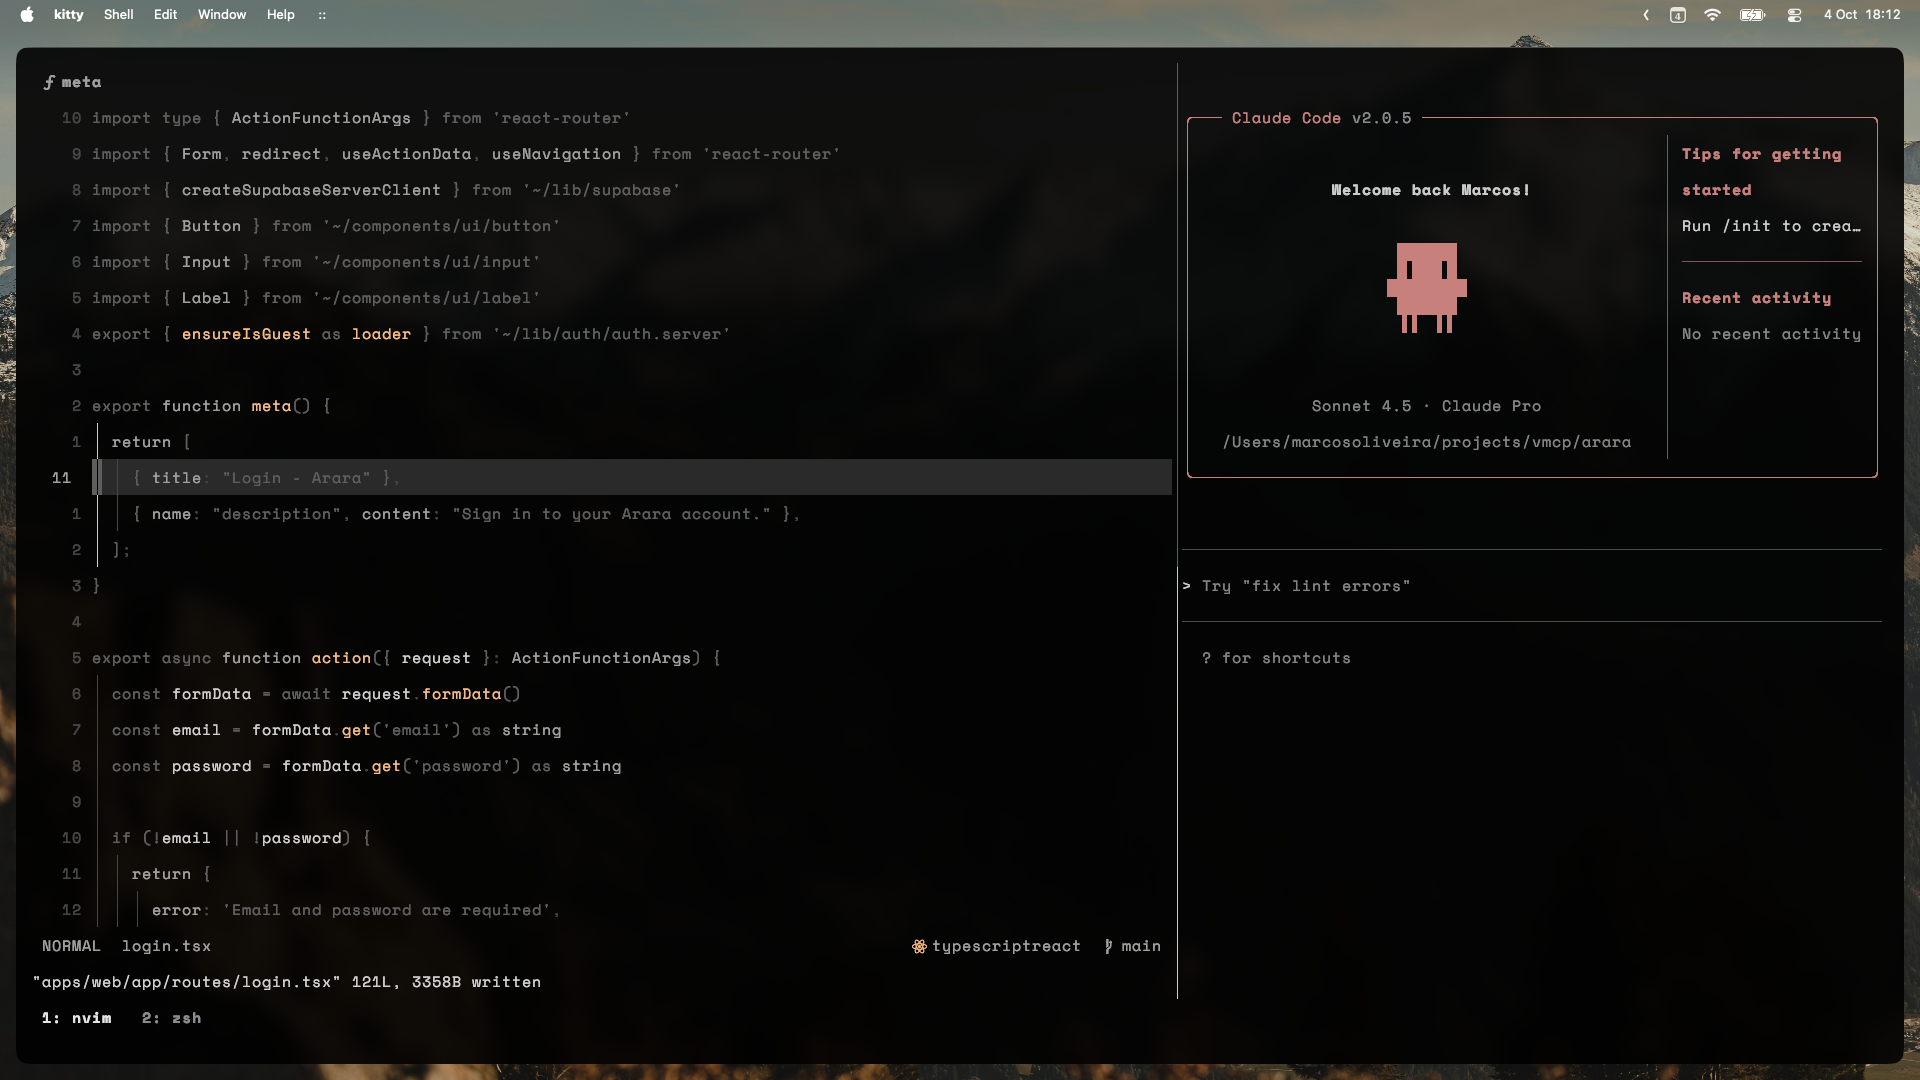 kitty Shell Edit Window Help ::
4 4 Oct 18:12
ƒ meta
10 import type { ActionFunctionArgs } from 'react-router'
9 import { Form, redirect, useActionData, useNavigation } from 'react-router'
8 import { createSupabaseServerClient } from '~/lib/supabase'
7 import { Button } from '~/components/ui/button'
6 import { Input } from '~/components/ui/input'
5 import { Label } from '~/components/ui/label'
4 export { ensureIsGuest as loader } from '~/lib/auth/auth.server'
3
2 export function meta() {
1 return [
11 { title: "Login - Arara" },
1 { name: "description", content: "Sign in to your Arara account." },
2 ];
3 }
4
5 export async function action({ request }: ActionFunctionArgs) {
6 const formData = await request.formData()
7 const email = formData.get('email') as string
8 const password = formData.get('password') as string
9
10 if (!email || !password) {
11 return {
12 error: 'Email and password are required',
NORMAL login.tsx typescriptreact main
"apps/web/app/routes/login.tsx" 121L, 3358B written
1: nvim 2: zsh
Claude Code v2.0.5
Welcome back Marcos!
Sonnet 4.5 · Claude Pro
/Users/marcosoliveira/projects/vmcp/arara
Tips for getting
started
Run /init to crea…
Recent activity
No recent activity
> Try "fix lint errors"
? for shortcuts